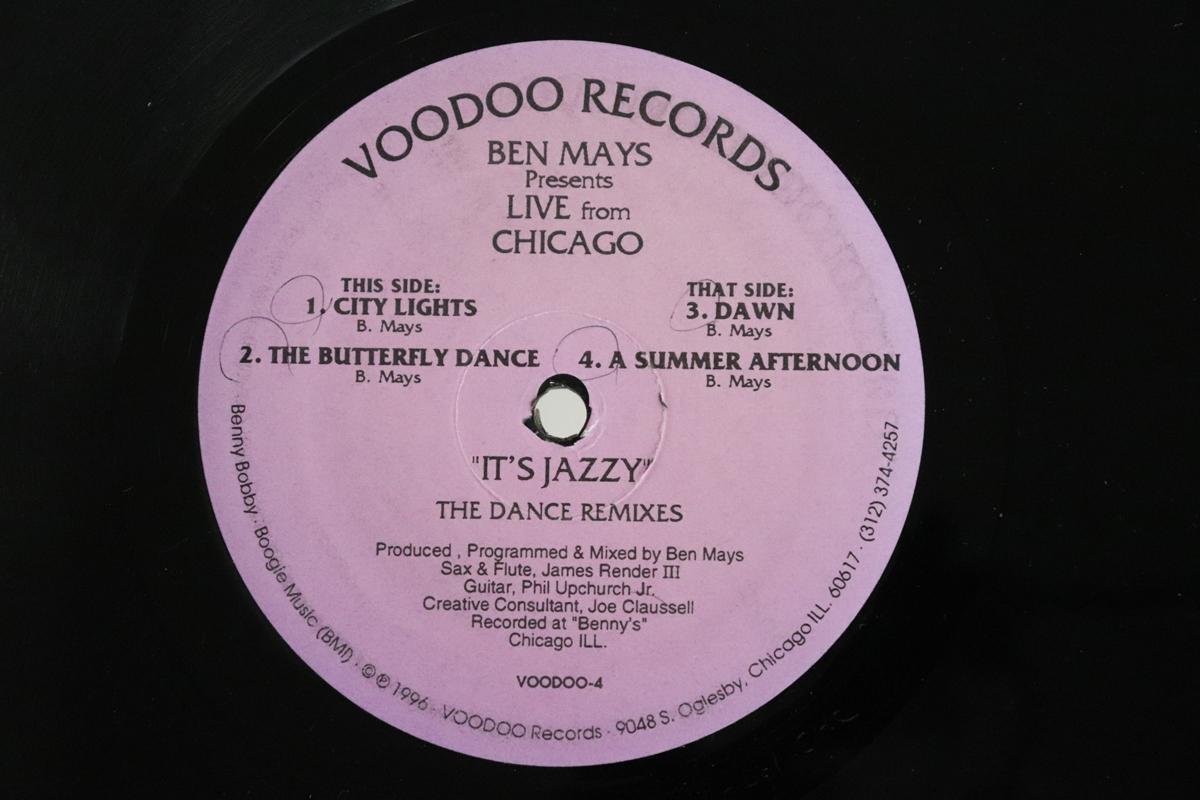 VOODOO RECORDS
BEN MAYS
Presents
LIVE from
CHICAGO
THIS SIDE:
1. CITY LIGHTS
B. Mays
2. THE BUTTERFLY DANCE
B. Mays
THAT SIDE:
3. DAWN
B. Mays
4. A SUMMER AFTERNOON
B. Mays
"IT'S JAZZY"
THE DANCE REMIXES
Produced , Programmed & Mixed by Ben Mays
Sax & Flute, James Render III
Guitar, Phil Upchurch Jr.
Creative Consultant, Joe Claussell
Recorded at "Benny's"
Chicago ILL.
VOODOO-4
Benny Bobby · Boogie Music (BMI) · © ℗ 1996 · VOODOO Records · 9048 S. Oglesby, Chicago ILL. 60617 · (312) 374-4257